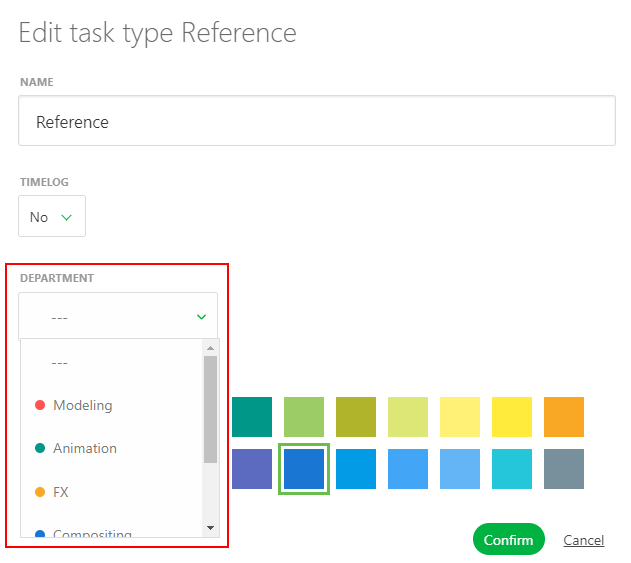 Edit task type Reference
NAME
Reference
TIMELOG
No
DEPARTMENT
---
---
Modeling
Animation
FX
Compositing
Confirm Cancel